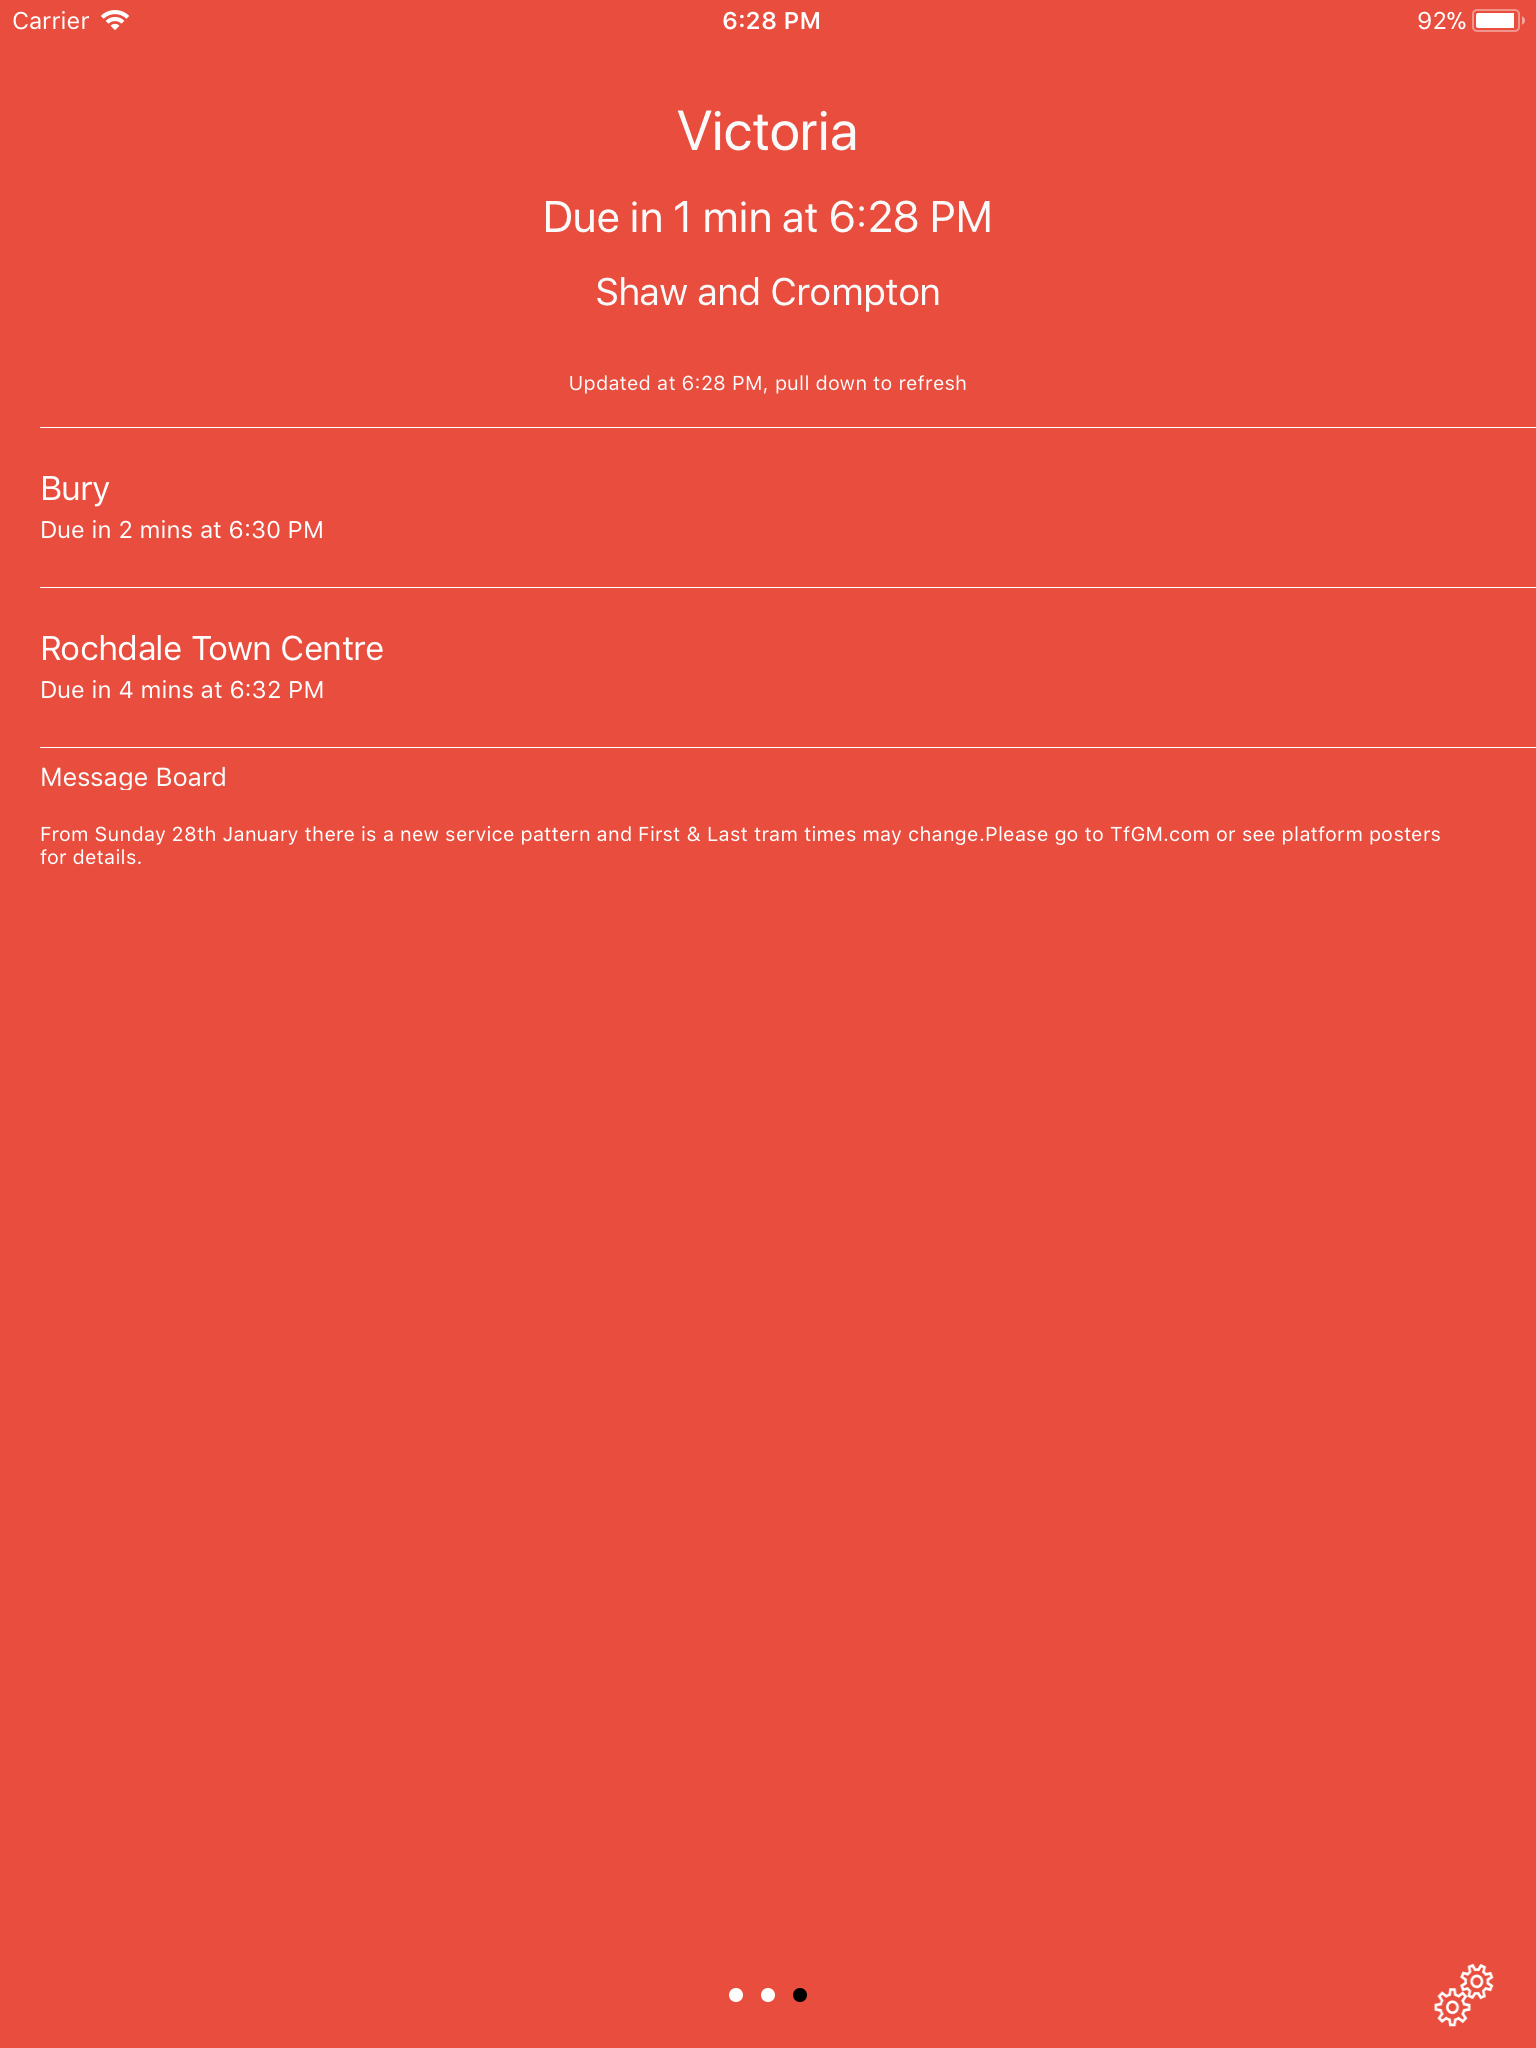 Carrier 6:28 PM 92%
Victoria
Due in 1 min at 6:28 PM
Shaw and Crompton
Updated at 6:28 PM, pull down to refresh
Bury
Due in 2 mins at 6:30 PM
Rochdale Town Centre
Due in 4 mins at 6:32 PM
Message Board
From Sunday 28th January there is a new service pattern and First & Last tram times may change.Please go to TfGM.com or see platform posters
for details.